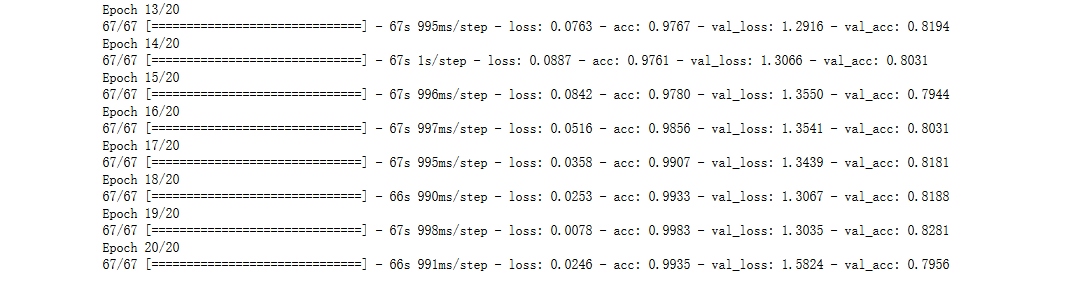 Epoch 13/20
67/67 [==============================] - 67s 995ms/step - loss: 0.0763 - acc: 0.9767 - val_loss: 1.2916 - val_acc: 0.8194
Epoch 14/20
67/67 [==============================] - 67s 1s/step - loss: 0.0887 - acc: 0.9761 - val_loss: 1.3066 - val_acc: 0.8031
Epoch 15/20
67/67 [==============================] - 67s 996ms/step - loss: 0.0842 - acc: 0.9780 - val_loss: 1.3550 - val_acc: 0.7944
Epoch 16/20
67/67 [==============================] - 67s 997ms/step - loss: 0.0516 - acc: 0.9856 - val_loss: 1.3541 - val_acc: 0.8031
Epoch 17/20
67/67 [==============================] - 67s 995ms/step - loss: 0.0358 - acc: 0.9907 - val_loss: 1.3439 - val_acc: 0.8181
Epoch 18/20
67/67 [==============================] - 66s 990ms/step - loss: 0.0253 - acc: 0.9933 - val_loss: 1.3067 - val_acc: 0.8188
Epoch 19/20
67/67 [==============================] - 67s 998ms/step - loss: 0.0078 - acc: 0.9983 - val_loss: 1.3035 - val_acc: 0.8281
Epoch 20/20
67/67 [==============================] - 66s 991ms/step - loss: 0.0246 - acc: 0.9935 - val_loss: 1.5824 - val_acc: 0.7956